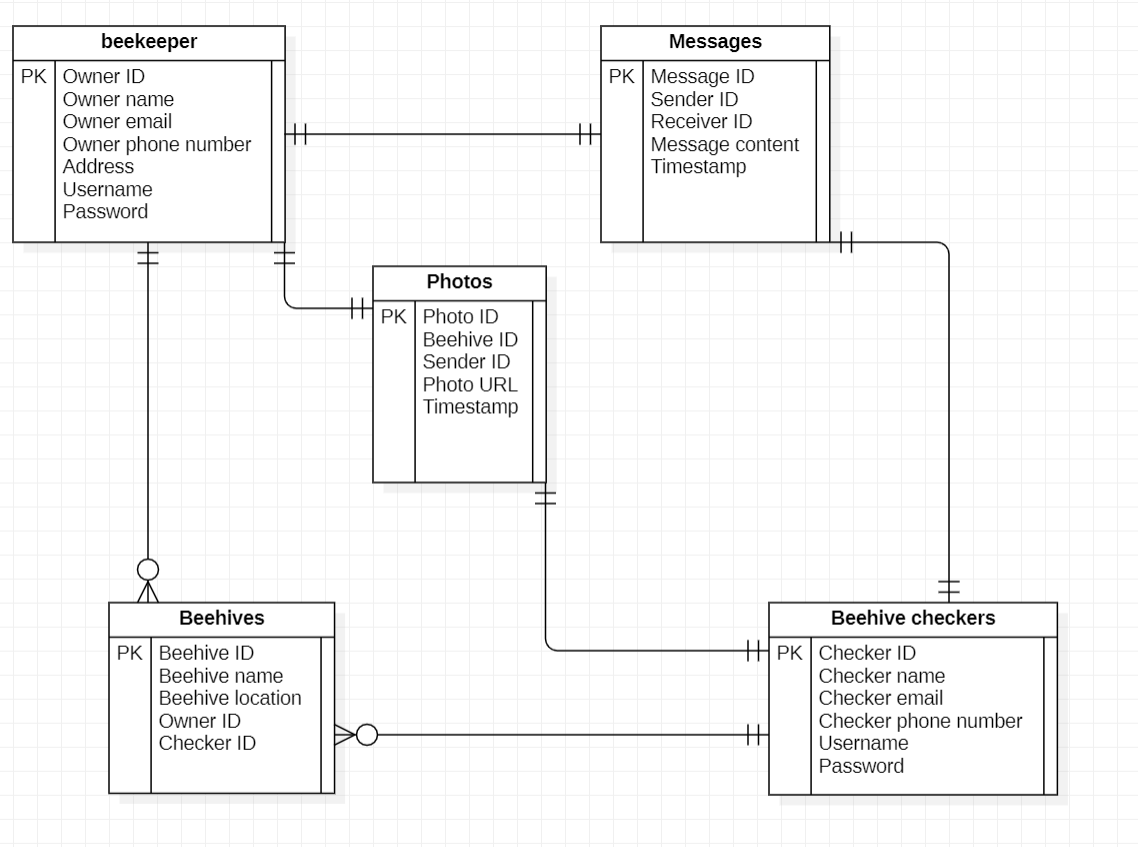 beekeeper
PK Owner ID
Owner name
Owner email
Owner phone number
Address
Username
Password
Messages
PK Message ID
Sender ID
Receiver ID
Message content
Timestamp
Photos
PK Photo ID
Beehive ID
Sender ID
Photo URL
Timestamp
Beehives
PK Beehive ID
Beehive name
Beehive location
Owner ID
Checker ID
Beehive checkers
PK Checker ID
Checker name
Checker email
Checker phone number
Username
Password